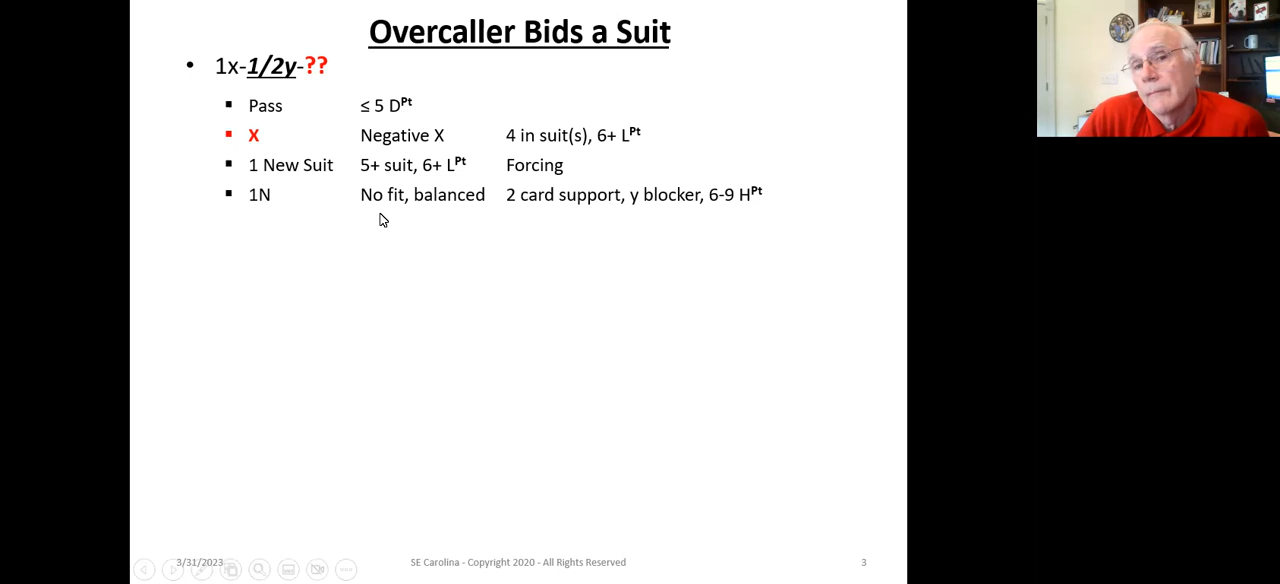 Overcaller Bids a Suit
• 1x-1/2y-??
▪ Pass ≤ 5 DPt
▪ X Negative X 4 in suit(s), 6+ LPt
▪ 1 New Suit 5+ suit, 6+ LPt Forcing
▪ 1N No fit, balanced 2 card support, y blocker, 6-9 HPt
3/31/2023 SE Carolina - Copyright 2020 - All Rights Reserved 3